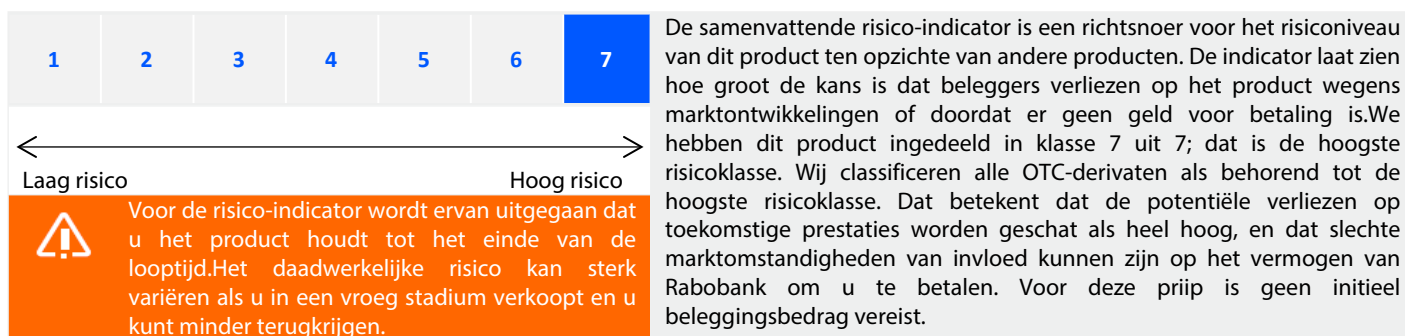 1 2 3 4 5 6 7
Laag risico Hoog risico
Voor de risico-indicator wordt ervan uitgegaan dat
u het product houdt tot het einde van de
looptijd.Het daadwerkelijke risico kan sterk
variëren als u in een vroeg stadium verkoopt en u
kunt minder terugkrijgen.
De samenvattende risico-indicator is een richtsnoer voor het risiconiveau
van dit product ten opzichte van andere producten. De indicator laat zien
hoe groot de kans is dat beleggers verliezen op het product wegens
marktontwikkelingen of doordat er geen geld voor betaling is.We
hebben dit product ingedeeld in klasse 7 uit 7; dat is de hoogste
risicoklasse. Wij classificeren alle OTC-derivaten als behorend tot de
hoogste risicoklasse. Dat betekent dat de potentiële verliezen op
toekomstige prestaties worden geschat als heel hoog, en dat slechte
marktomstandigheden van invloed kunnen zijn op het vermogen van
Rabobank om u te betalen. Voor deze priip is geen initieel
beleggingsbedrag vereist.